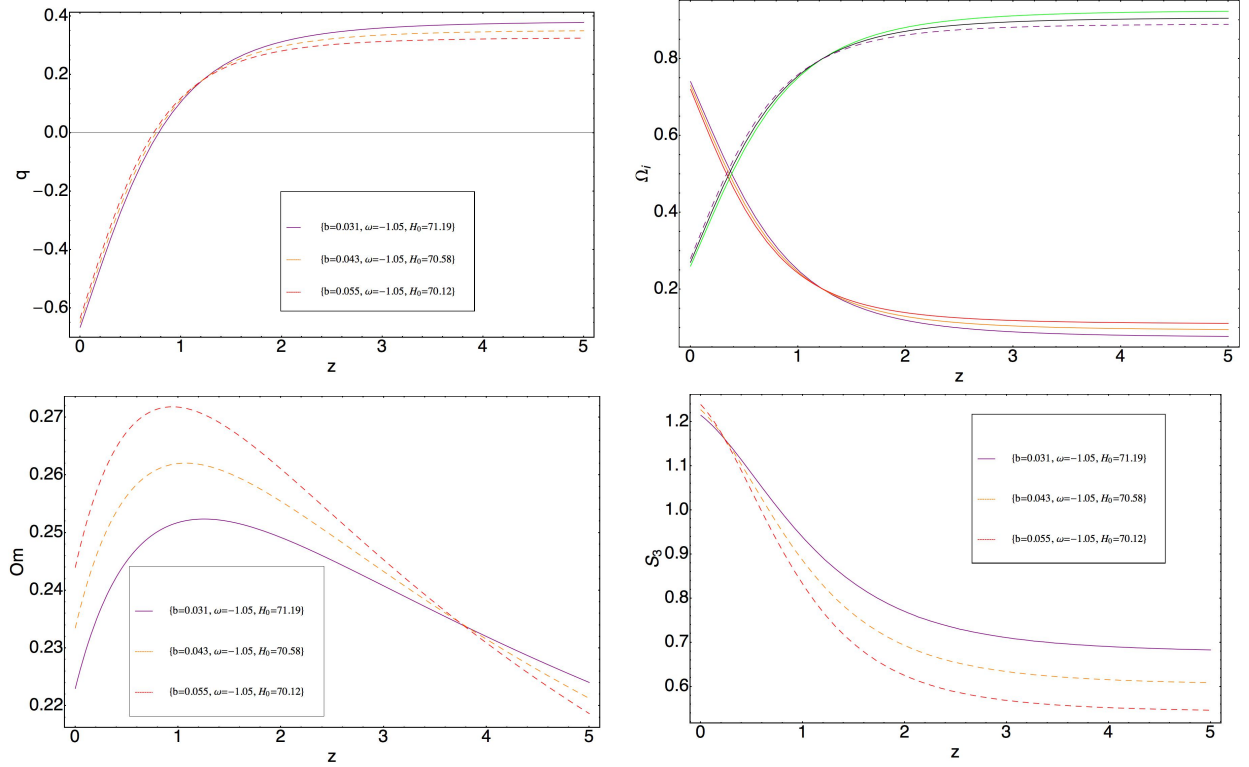 0.4
0.2
0.0
−0.2
−0.4
−0.6
q
{b=0.031, ω=−1.05, H₀=71.19}
{b=0.043, ω=−1.05, H₀=70.58}
{b=0.055, ω=−1.05, H₀=70.12}
0 1 2 3 4 5
z
0.8
0.6
0.4
0.2
Ωᵢ
0 1 2 3 4 5
z
0.27
0.26
0.25
0.24
0.23
0.22
Om
{b=0.031, ω=−1.05, H₀=71.19}
{b=0.043, ω=−1.05, H₀=70.58}
{b=0.055, ω=−1.05, H₀=70.12}
0 1 2 3 4 5
z
1.2
1.1
1.0
0.9
0.8
0.7
0.6
S₃
{b=0.031, ω=−1.05, H₀=71.19}
{b=0.043, ω=−1.05, H₀=70.58}
{b=0.055, ω=−1.05, H₀=70.12}
0 1 2 3 4 5
z